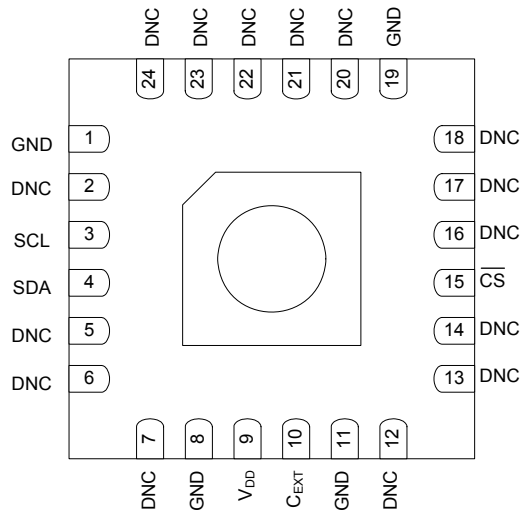 DNC DNC DNC DNC DNC GND
24 23 22 21 20 19
GND 1 18 DNC
DNC 2 17 DNC
SCL 3 16 DNC
SDA 4 15 C̅S̅
DNC 5 14 DNC
DNC 6 13 DNC
7 8 9 10 11 12
DNC GND VDD CEXT GND DNC